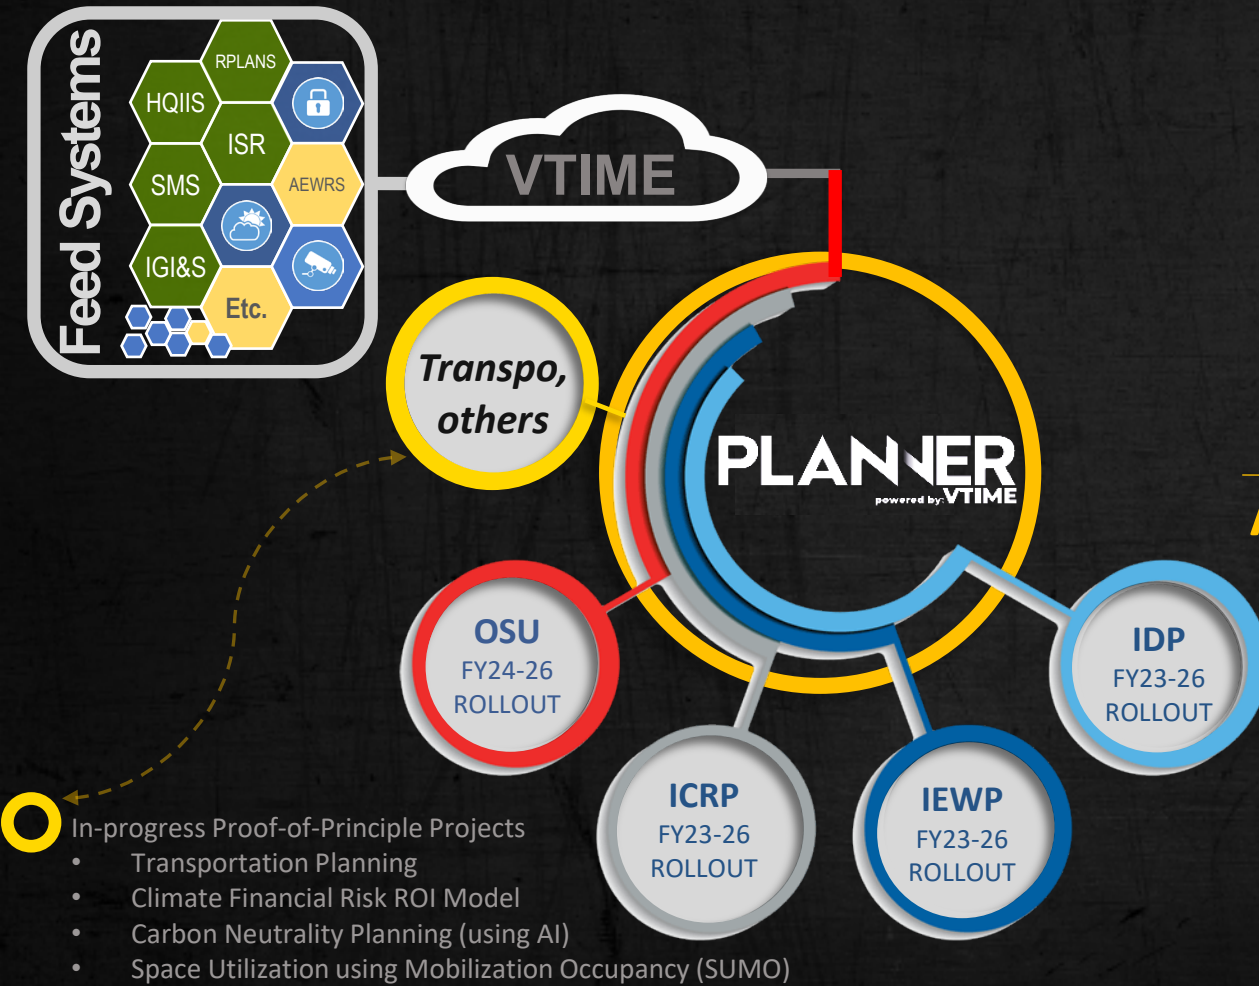 Feed Systems
RPLANS
HQIIS
ISR
SMS
AEWRS
IGI&S
Etc.
VTIME
Transpo,
others
PLANNER
powered by: VTIME
OSU
FY24-26
ROLLOUT
ICRP
FY23-26
ROLLOUT
IEWP
FY23-26
ROLLOUT
IDP
FY23-26
ROLLOUT
In-progress Proof-of-Principle Projects
• Transportation Planning
• Climate Financial Risk ROI Model
• Carbon Neutrality Planning (using AI)
• Space Utilization using Mobilization Occupancy (SUMO)